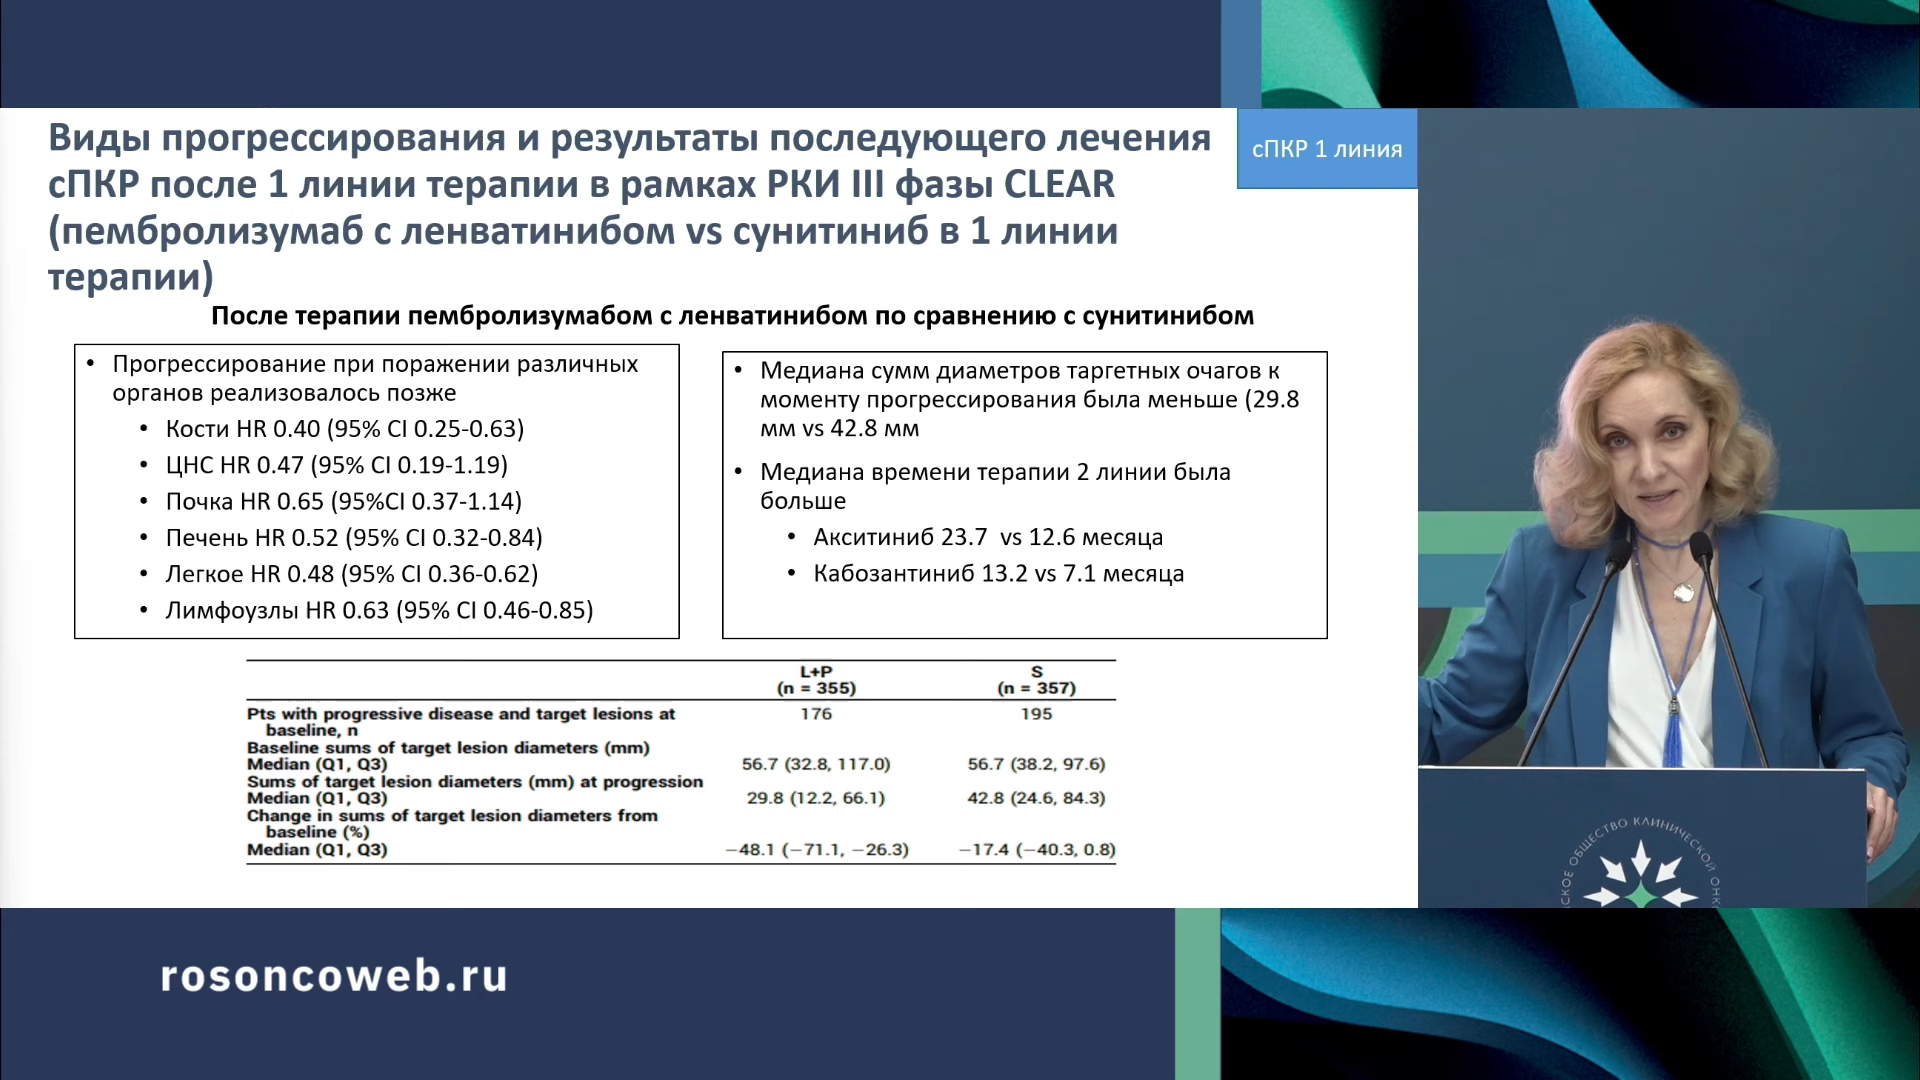 Виды прогрессирования и результаты последующего лечения
сПКР после 1 линии терапии в рамках РКИ III фазы CLEAR
(пембролизумаб с ленватинибом vs сунитиниб в 1 линии
терапии)
сПКР 1 линия
После терапии пембролизумабом с ленватинибом по сравнению с сунитинибом
• Прогрессирование при поражении различных
органов реализовалось позже
• Кости HR 0.40 (95% CI 0.25-0.63)
• ЦНС HR 0.47 (95% CI 0.19-1.19)
• Почка HR 0.65 (95%CI 0.37-1.14)
• Печень HR 0.52 (95% CI 0.32-0.84)
• Легкое HR 0.48 (95% CI 0.36-0.62)
• Лимфоузлы HR 0.63 (95% CI 0.46-0.85)
• Медиана сумм диаметров таргетных очагов к
моменту прогрессирования была меньше (29.8
мм vs 42.8 мм
• Медиана времени терапии 2 линии была
больше
• Акситиниб 23.7 vs 12.6 месяца
• Кабозантиниб 13.2 vs 7.1 месяца
L+P S
(n = 355) (n = 357)
Pts with progressive disease and target lesions at 176 195
baseline, n
Baseline sums of target lesion diameters (mm)
Median (Q1, Q3) 56.7 (32.8, 117.0) 56.7 (38.2, 97.6)
Sums of target lesion diameters (mm) at progression
Median (Q1, Q3) 29.8 (12.2, 66.1) 42.8 (24.6, 84.3)
Change in sums of target lesion diameters from
baseline (%)
Median (Q1, Q3) −48.1 (−71.1, −26.3) −17.4 (−40.3, 0.8)
ОБЩЕСТВО КЛИНИЧЕСКОЙ
rosoncoweb.ru